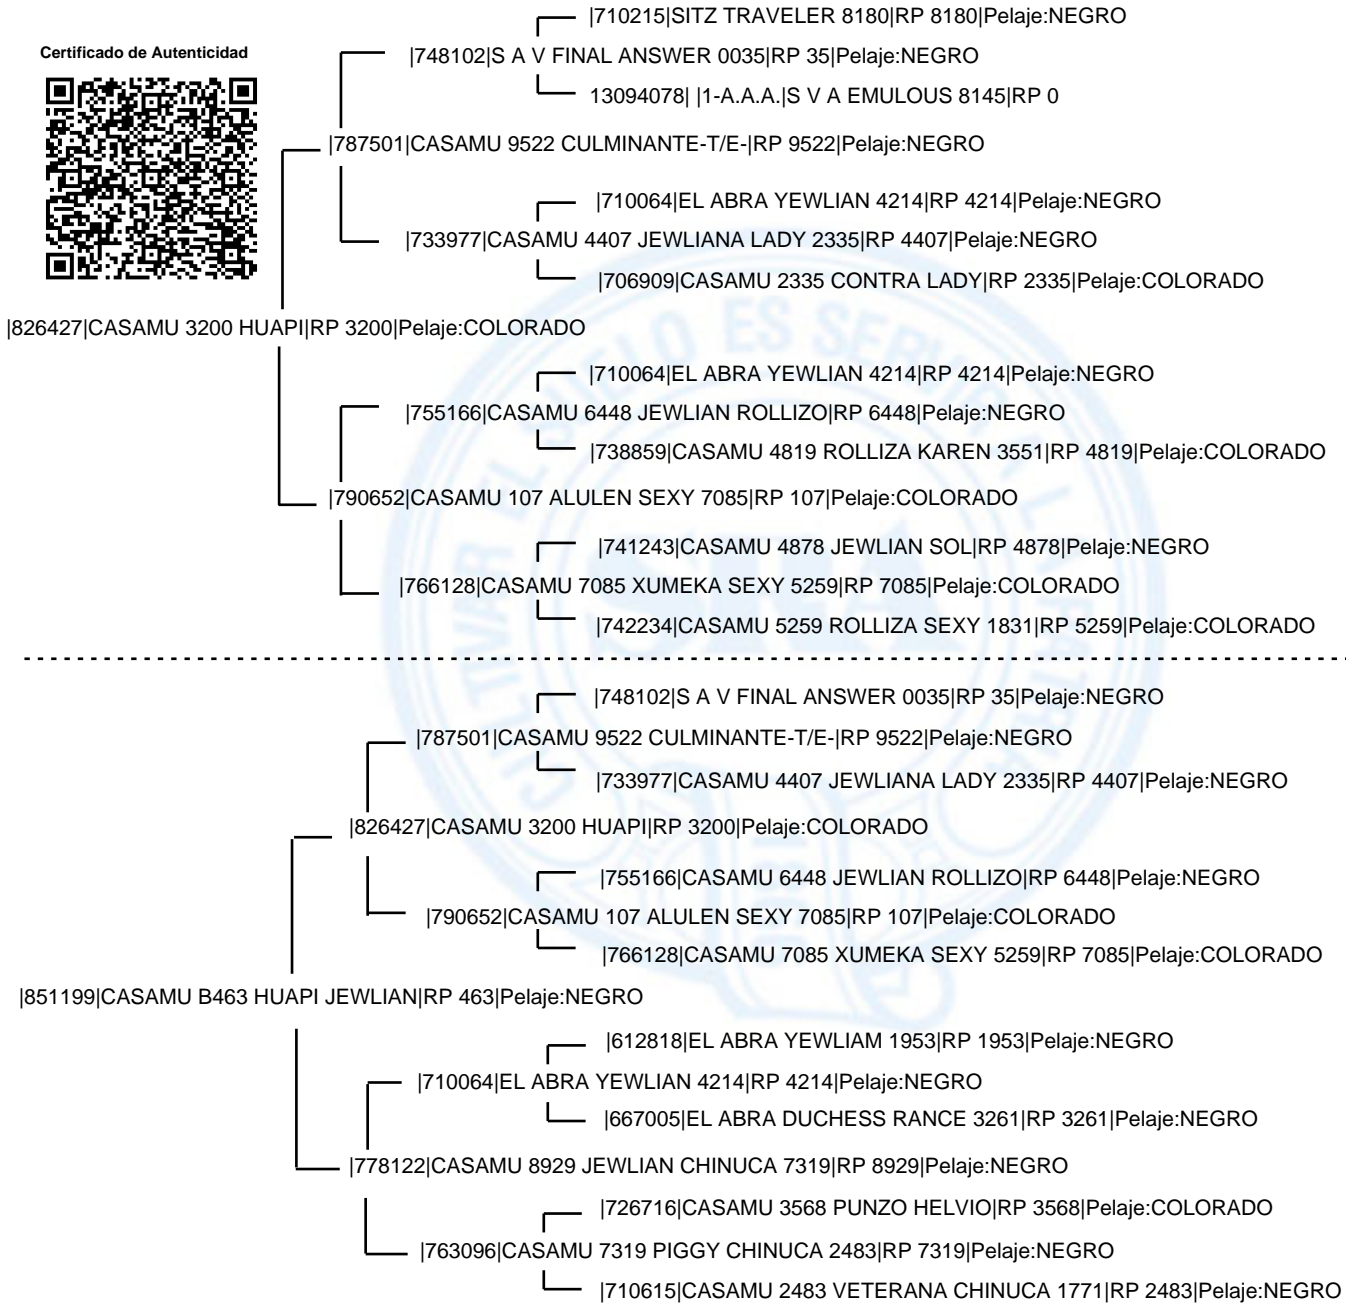 |710215|SITZ TRAVELER 8180|RP 8180|Pelaje:NEGRO
Certificado de Autenticidad
|748102|S A V FINAL ANSWER 0035|RP 35|Pelaje:NEGRO
13094078| |1-A.A.A.|S V A EMULOUS 8145|RP 0
|787501|CASAMU 9522 CULMINANTE-T/E-|RP 9522|Pelaje:NEGRO
|710064|EL ABRA YEWLIAN 4214|RP 4214|Pelaje:NEGRO
|733977|CASAMU 4407 JEWLIANA LADY 2335|RP 4407|Pelaje:NEGRO
|706909|CASAMU 2335 CONTRA LADY|RP 2335|Pelaje:COLORADO
|826427|CASAMU 3200 HUAPI|RP 3200|Pelaje:COLORADO
|710064|EL ABRA YEWLIAN 4214|RP 4214|Pelaje:NEGRO
|755166|CASAMU 6448 JEWLIAN ROLLIZO|RP 6448|Pelaje:NEGRO
|738859|CASAMU 4819 ROLLIZA KAREN 3551|RP 4819|Pelaje:COLORADO
|790652|CASAMU 107 ALULEN SEXY 7085|RP 107|Pelaje:COLORADO
|741243|CASAMU 4878 JEWLIAN SOL|RP 4878|Pelaje:NEGRO
|766128|CASAMU 7085 XUMEKA SEXY 5259|RP 7085|Pelaje:COLORADO
|742234|CASAMU 5259 ROLLIZA SEXY 1831|RP 5259|Pelaje:COLORADO
|748102|S A V FINAL ANSWER 0035|RP 35|Pelaje:NEGRO
|787501|CASAMU 9522 CULMINANTE-T/E-|RP 9522|Pelaje:NEGRO
|733977|CASAMU 4407 JEWLIANA LADY 2335|RP 4407|Pelaje:NEGRO
|826427|CASAMU 3200 HUAPI|RP 3200|Pelaje:COLORADO
|755166|CASAMU 6448 JEWLIAN ROLLIZO|RP 6448|Pelaje:NEGRO
|790652|CASAMU 107 ALULEN SEXY 7085|RP 107|Pelaje:COLORADO
|766128|CASAMU 7085 XUMEKA SEXY 5259|RP 7085|Pelaje:COLORADO
|851199|CASAMU B463 HUAPI JEWLIAN|RP 463|Pelaje:NEGRO
|612818|EL ABRA YEWLIAM 1953|RP 1953|Pelaje:NEGRO
|710064|EL ABRA YEWLIAN 4214|RP 4214|Pelaje:NEGRO
|667005|EL ABRA DUCHESS RANCE 3261|RP 3261|Pelaje:NEGRO
|778122|CASAMU 8929 JEWLIAN CHINUCA 7319|RP 8929|Pelaje:NEGRO
|726716|CASAMU 3568 PUNZO HELVIO|RP 3568|Pelaje:COLORADO
|763096|CASAMU 7319 PIGGY CHINUCA 2483|RP 7319|Pelaje:NEGRO
|710615|CASAMU 2483 VETERANA CHINUCA 1771|RP 2483|Pelaje:NEGRO
CULTIVAR EL SUELO ES SERVIR A LA PATRIA
SRA
1866